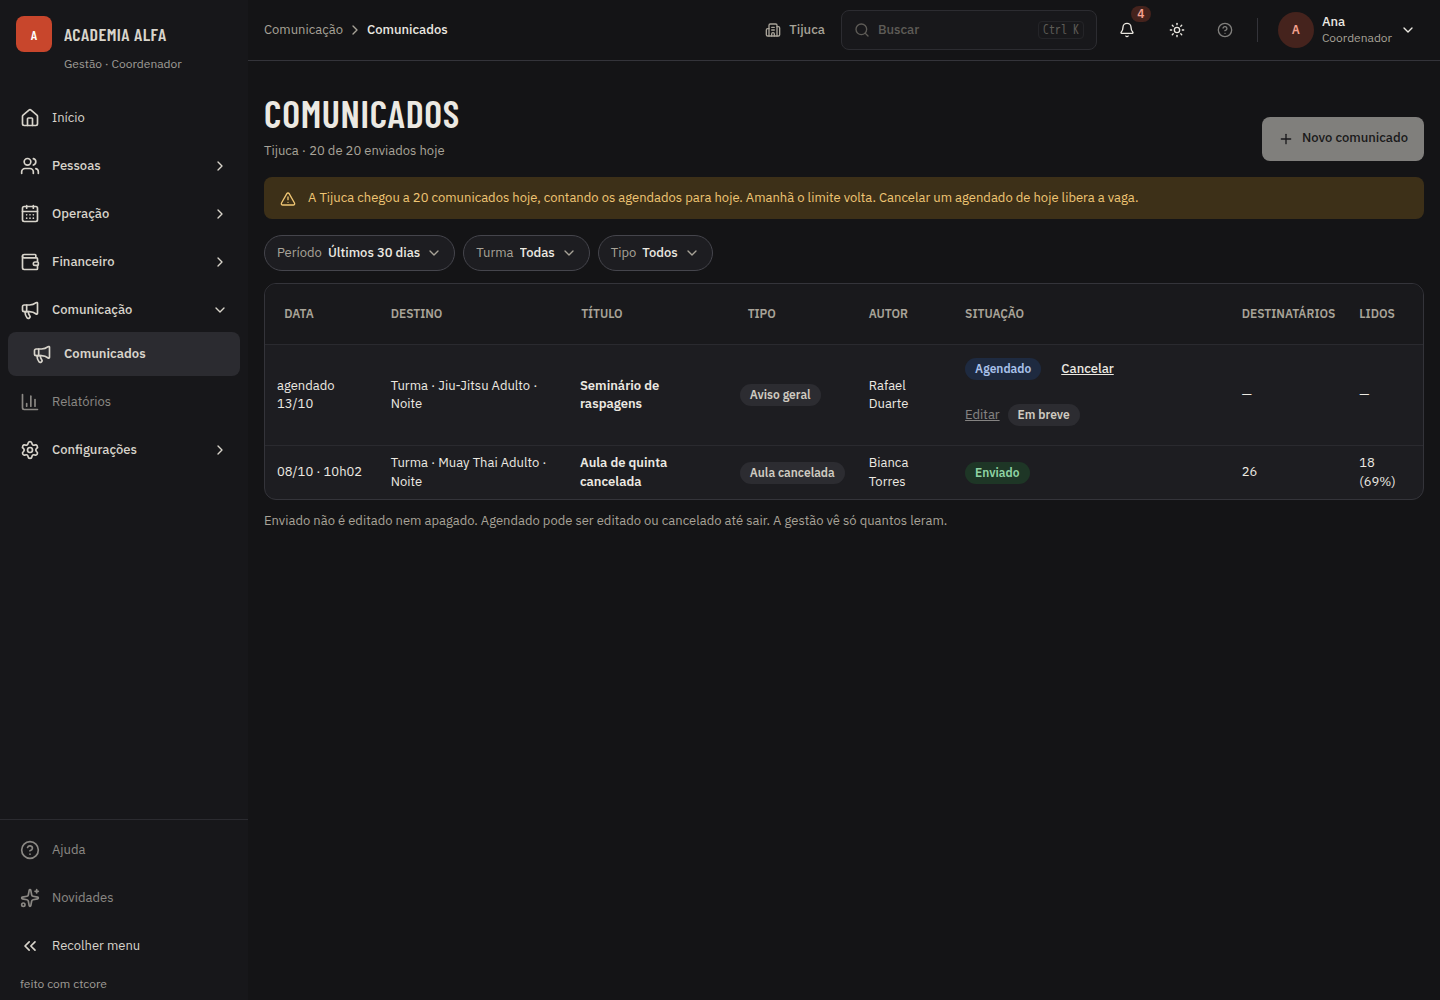 A
ACADEMIA ALFA
Gestão · Coordenador
Início
Pessoas
Operação
Financeiro
Comunicação
Comunicados
Relatórios
Configurações
Ajuda
Novidades
Recolher menu
feito com ctcore
Comunicação > Comunicados
Tijuca
Buscar
Ctrl K
4
A
Ana
Coordenador
COMUNICADOS
Tijuca · 20 de 20 enviados hoje
Novo comunicado
A Tijuca chegou a 20 comunicados hoje, contando os agendados para hoje. Amanhã o limite volta. Cancelar um agendado de hoje libera a vaga.
Período Últimos 30 dias
Turma Todas
Tipo Todos
DATA DESTINO TÍTULO TIPO AUTOR SITUAÇÃO DESTINATÁRIOS LIDOS
agendado
13/10
Turma · Jiu-Jitsu Adulto ·
Noite
Seminário de
raspagens
Aviso geral
Rafael
Duarte
Agendado
Cancelar
Editar
Em breve
—
—
08/10 · 10h02
Turma · Muay Thai Adulto ·
Noite
Aula de quinta
cancelada
Aula cancelada
Bianca
Torres
Enviado
26
18
(69%)
Enviado não é editado nem apagado. Agendado pode ser editado ou cancelado até sair. A gestão vê só quantos leram.